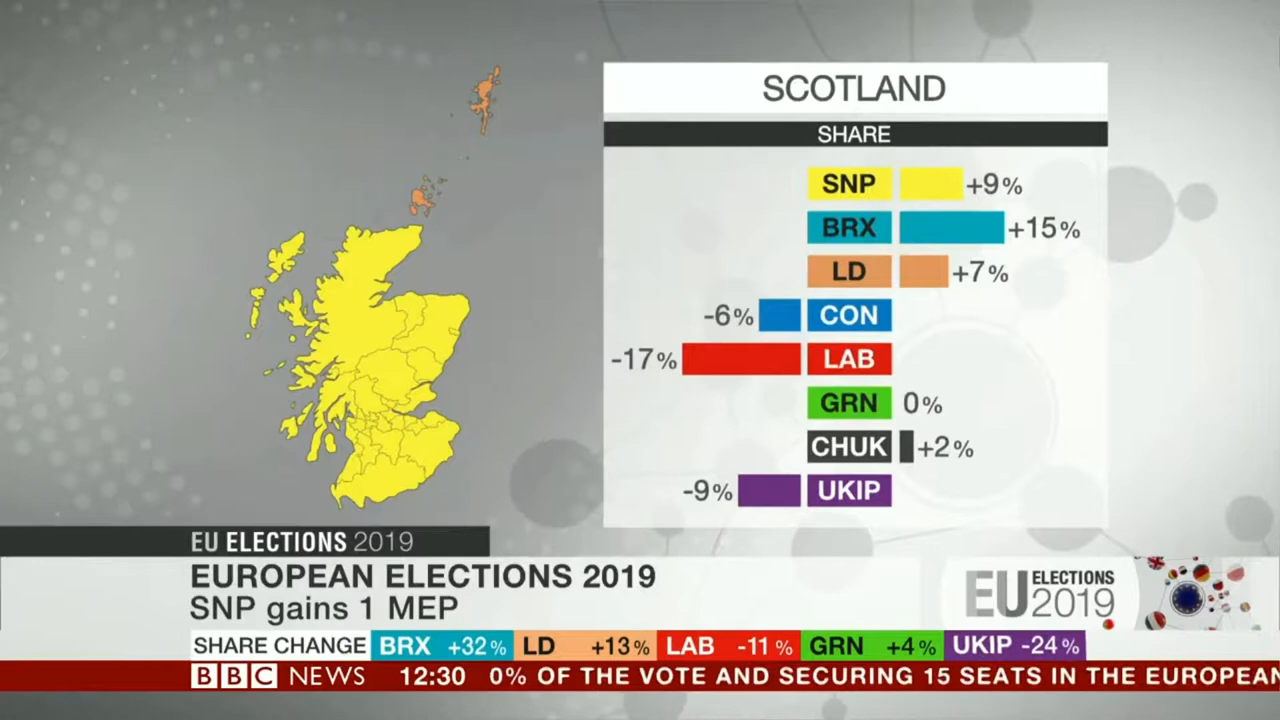 SCOTLAND
SHARE
SNP +9%
BRX +15%
LD +7%
-6% CON
-17% LAB
GRN 0%
CHUK +2%
-9% UKIP
EU ELECTIONS 2019
EUROPEAN ELECTIONS 2019
SNP gains 1 MEP
EU ELECTIONS 2019
SHARE CHANGE BRX +32% LD +13% LAB -11% GRN +4% UKIP -24%
BBC NEWS 12:30 0% OF THE VOTE AND SECURING 15 SEATS IN THE EUROPEAN